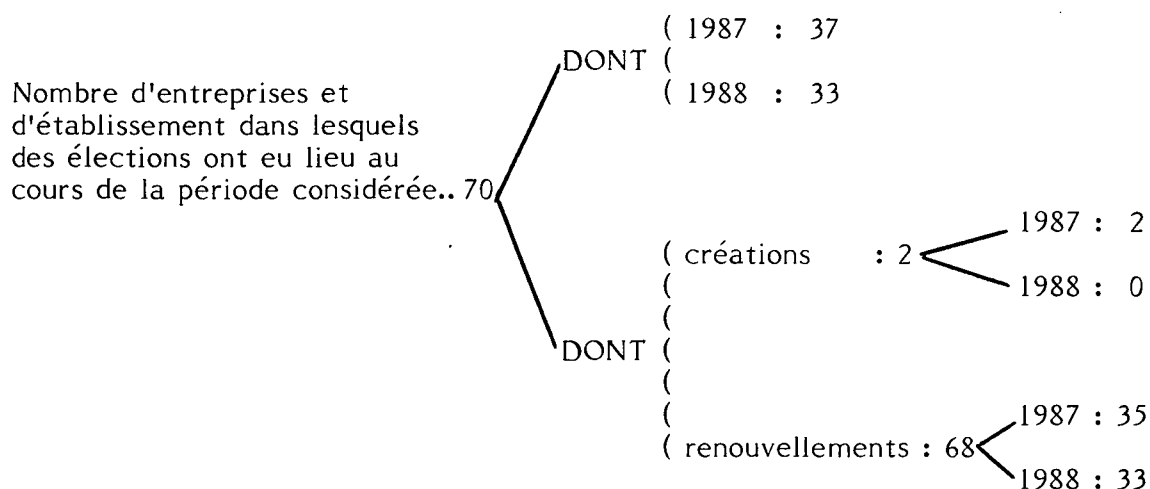 ( 1987 : 37
DONT (
( 1988 : 33
Nombre d'entreprises et
d'établissement dans lesquels
des élections ont eu lieu au
cours de la période considérée.. 70
( créations : 2
1987 : 2
1988 : 0
(
(
DONT (
(
(
( renouvellements : 68
1987 : 35
1988 : 33